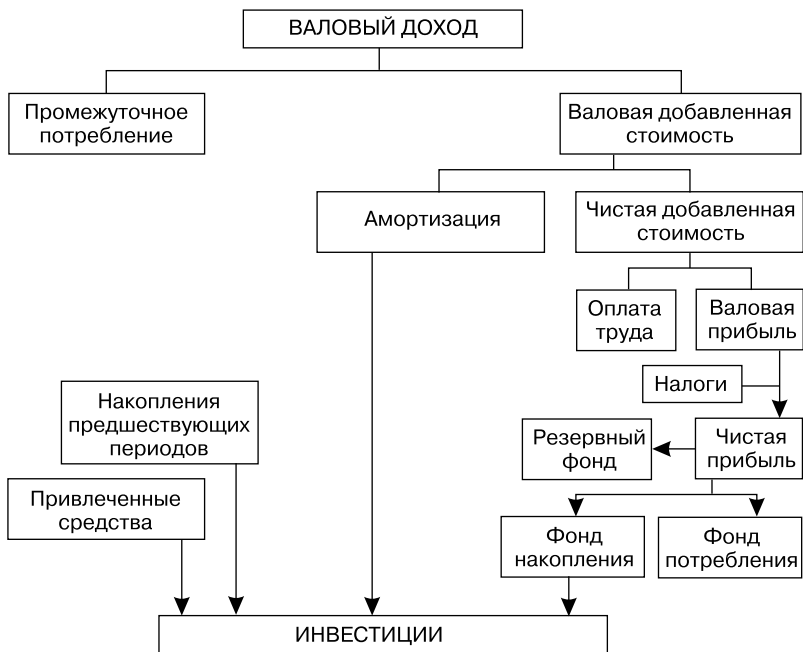 ВАЛОВЫЙ ДОХОД
Промежуточное
потребление
Валовая добавленная
стоимость
Амортизация
Чистая добавленная
стоимость
Оплата
труда
Валовая
прибыль
Налоги
Накопления
предшествующих
периодов
Резервный
фонд
Чистая
прибыль
Привлеченные
средства
Фонд
накопления
Фонд
потребления
ИНВЕСТИЦИИ